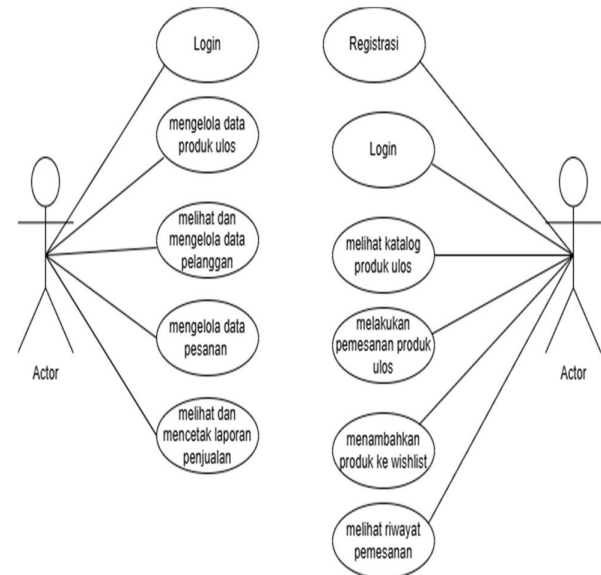 Login
mengelola data
produk ulos
melihat dan
mengelola data
pelanggan
mengelola data
pesanan
melihat dan
mencetak laporan
penjualan
Actor
Registrasi
Login
melihat katalog
produk ulos
melakukan
pemesanan produk
ulos
menambahkan
produk ke wishlist
melihat riwayat
pemesanan
Actor